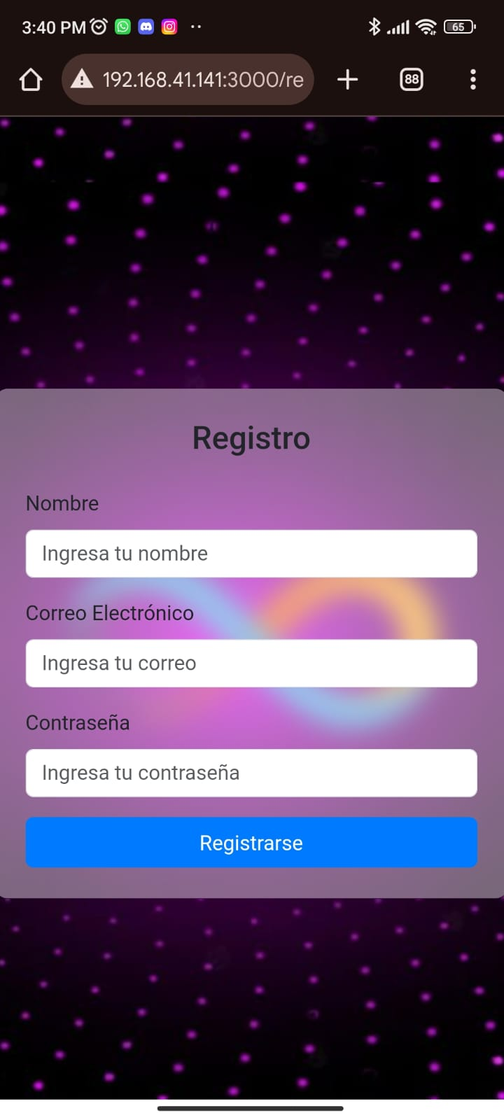 3:40 PM
65
192.168.41.141:3000/re
88
Registro
Nombre
Ingresa tu nombre
Correo Electrónico
Ingresa tu correo
Contraseña
Ingresa tu contraseña
Registrarse